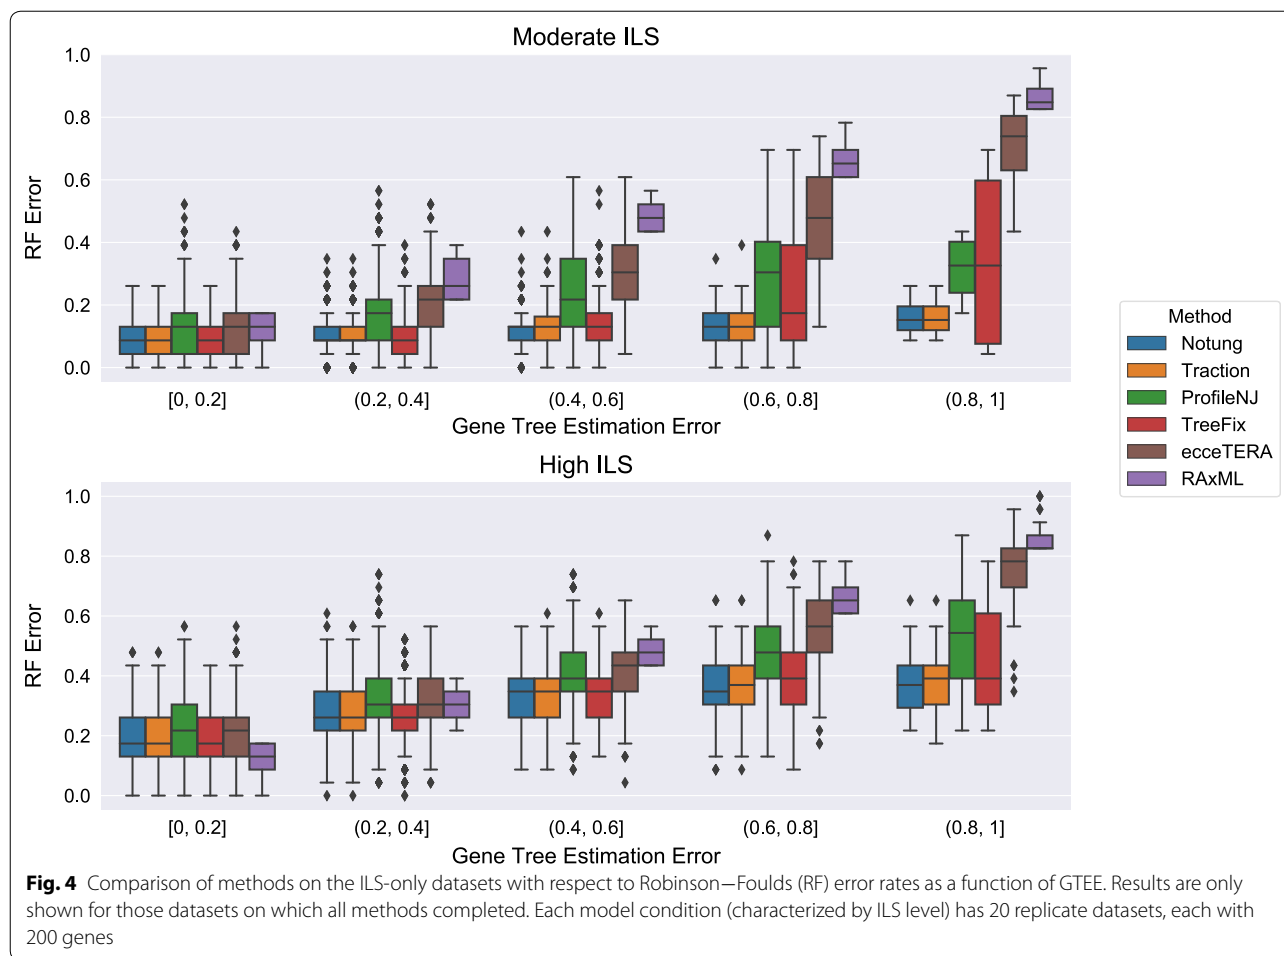 Moderate ILS
1.0
0.8
0.6
0.4
0.2
0.0
RF Error
[0, 0.2]
(0.2, 0.4]
(0.4, 0.6]
(0.6, 0.8]
(0.8, 1]
Gene Tree Estimation Error
Method
Notung
Traction
ProfileNJ
TreeFix
ecceTERA
RAxML
High ILS
1.0
0.8
0.6
0.4
0.2
0.0
RF Error
[0, 0.2]
(0.2, 0.4]
(0.4, 0.6]
(0.6, 0.8]
(0.8, 1]
Gene Tree Estimation Error
Fig. 4 Comparison of methods on the ILS-only datasets with respect to Robinson—Foulds (RF) error rates as a function of GTEE. Results are only
shown for those datasets on which all methods completed. Each model condition (characterized by ILS level) has 20 replicate datasets, each with
200 genes